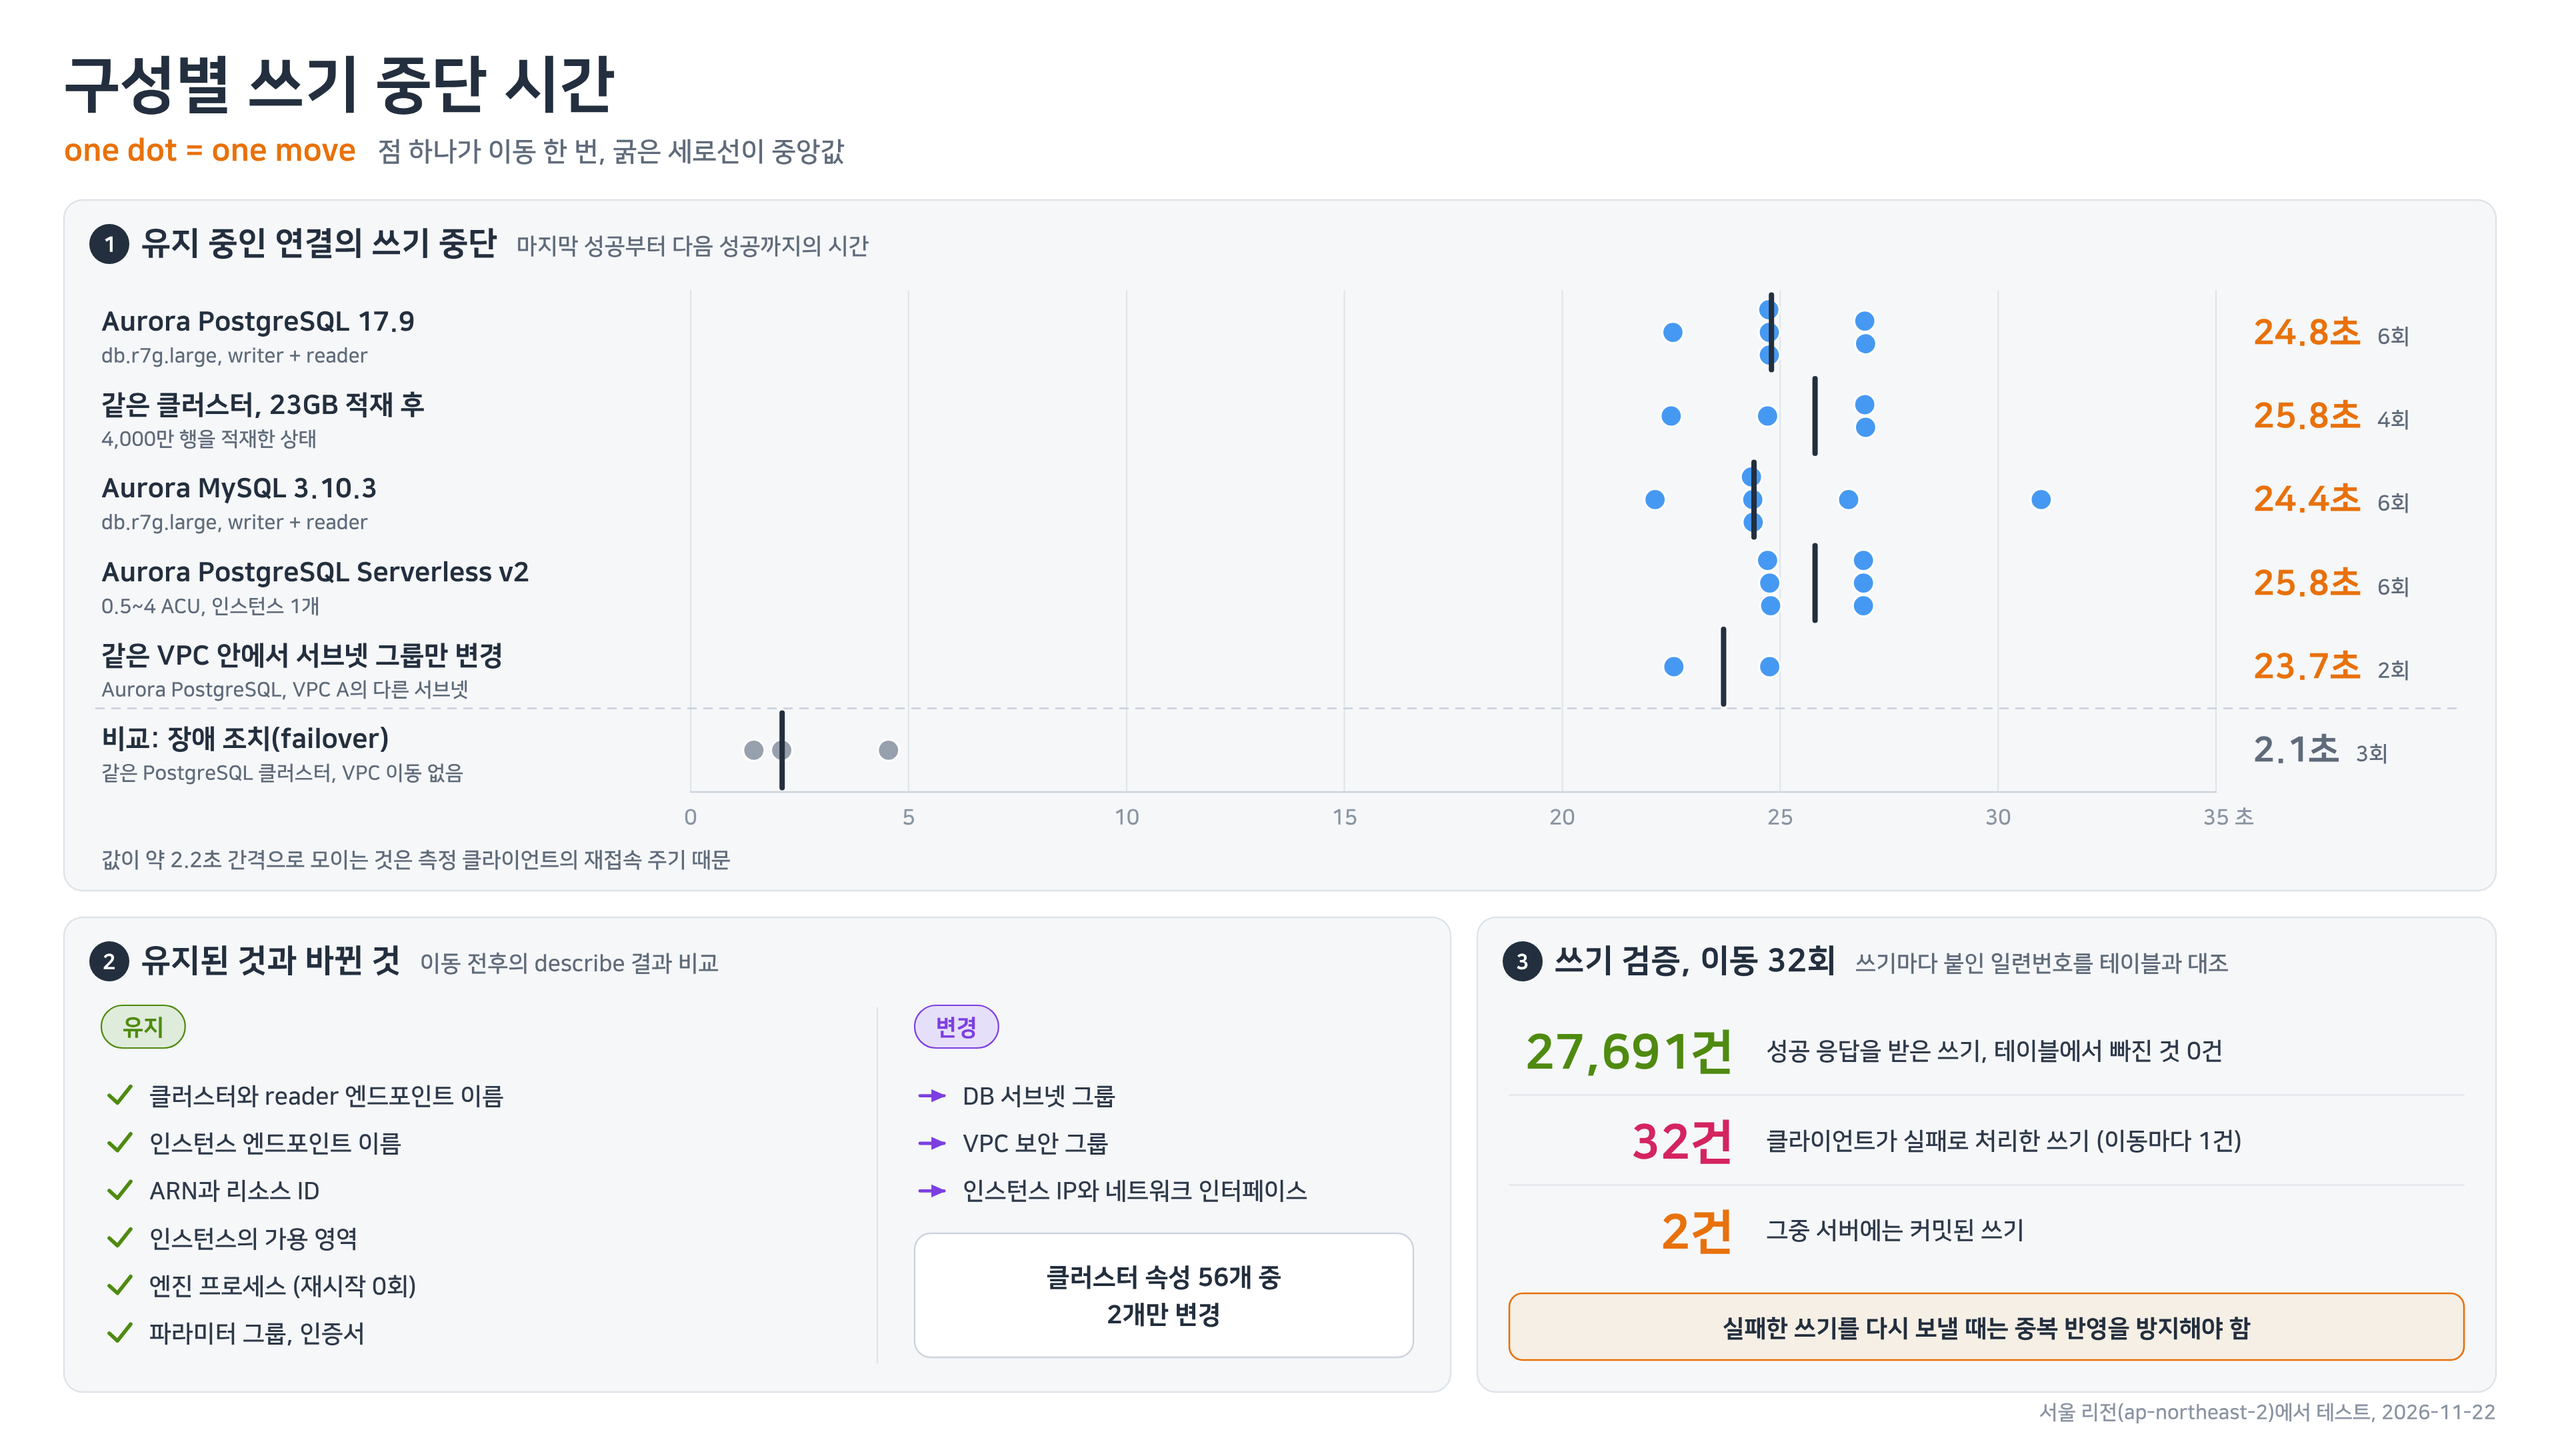 구성별 쓰기 중단 시간
one dot = one move 점 하나가 이동 한 번, 굵은 세로선이 중앙값
1 유지 중인 연결의 쓰기 중단 마지막 성공부터 다음 성공까지의 시간
Aurora PostgreSQL 17.9
db.r7g.large, writer + reader
24.8초 6회
같은 클러스터, 23GB 적재 후
4,000만 행을 적재한 상태
25.8초 4회
Aurora MySQL 3.10.3
db.r7g.large, writer + reader
24.4초 6회
Aurora PostgreSQL Serverless v2
0.5~4 ACU, 인스턴스 1개
25.8초 6회
같은 VPC 안에서 서브넷 그룹만 변경
Aurora PostgreSQL, VPC A의 다른 서브넷
23.7초 2회
비교: 장애 조치(failover)
같은 PostgreSQL 클러스터, VPC 이동 없음
2.1초 3회
0 5 10 15 20 25 30 35 초
값이 약 2.2초 간격으로 모이는 것은 측정 클라이언트의 재접속 주기 때문
2 유지된 것과 바뀐 것 이동 전후의 describe 결과 비교
유지
클러스터와 reader 엔드포인트 이름
인스턴스 엔드포인트 이름
ARN과 리소스 ID
인스턴스의 가용 영역
엔진 프로세스 (재시작 0회)
파라미터 그룹, 인증서
변경
DB 서브넷 그룹
VPC 보안 그룹
인스턴스 IP와 네트워크 인터페이스
클러스터 속성 56개 중
2개만 변경
3 쓰기 검증, 이동 32회 쓰기마다 붙인 일련번호를 테이블과 대조
27,691건 성공 응답을 받은 쓰기, 테이블에서 빠진 것 0건
32건 클라이언트가 실패로 처리한 쓰기 (이동마다 1건)
2건 그중 서버에는 커밋된 쓰기
실패한 쓰기를 다시 보낼 때는 중복 반영을 방지해야 함
서울 리전(ap-northeast-2)에서 테스트, 2026-11-22